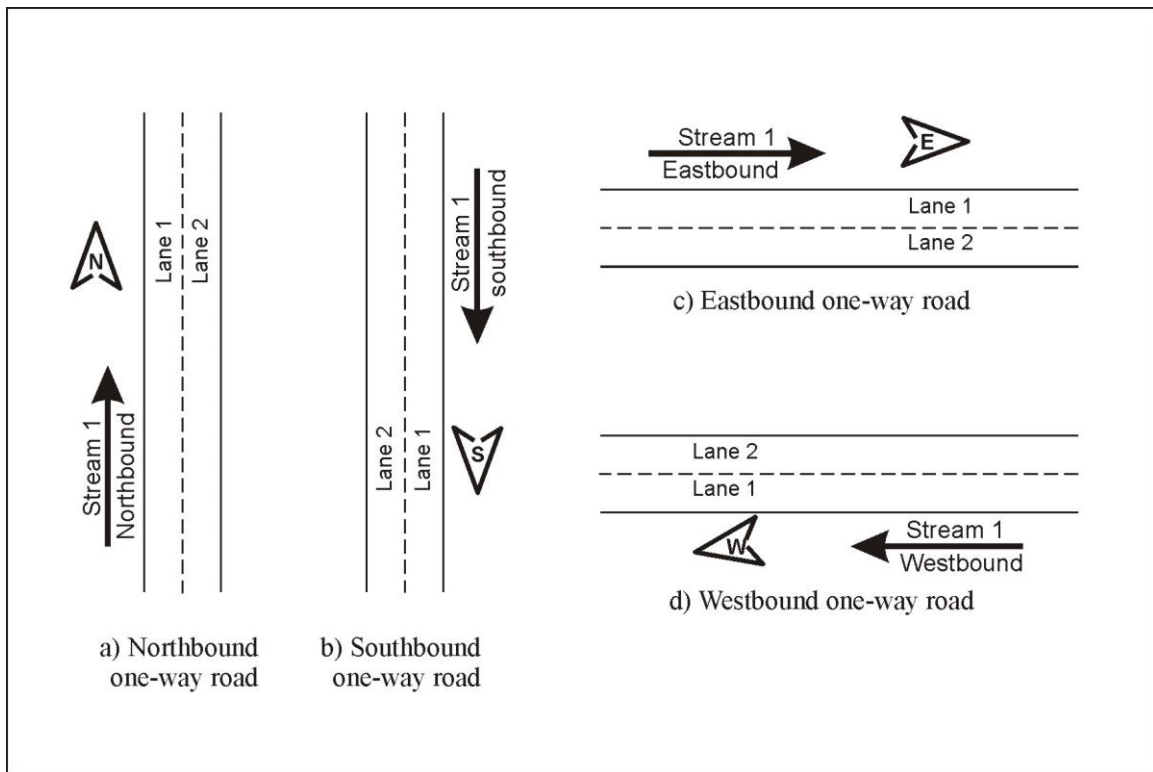 N
Lane 1
Lane 2
Stream 1
Northbound
a) Northbound
one-way road
Stream 1
southbound
Lane 2
Lane 1
S
b) Southbound
one-way road
Stream 1
Eastbound
E
Lane 1
Lane 2
c) Eastbound one-way road
Lane 2
Lane 1
W
Stream 1
Westbound
d) Westbound one-way road